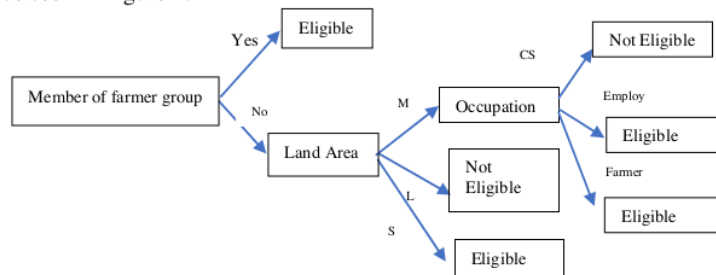 Eligible
Yes
Not Eligible
CS
Member of farmer group
M
Occupation
Employ
No
Eligible
Land Area
Not
Eligible
Farmer
L
Eligible
S
Eligible